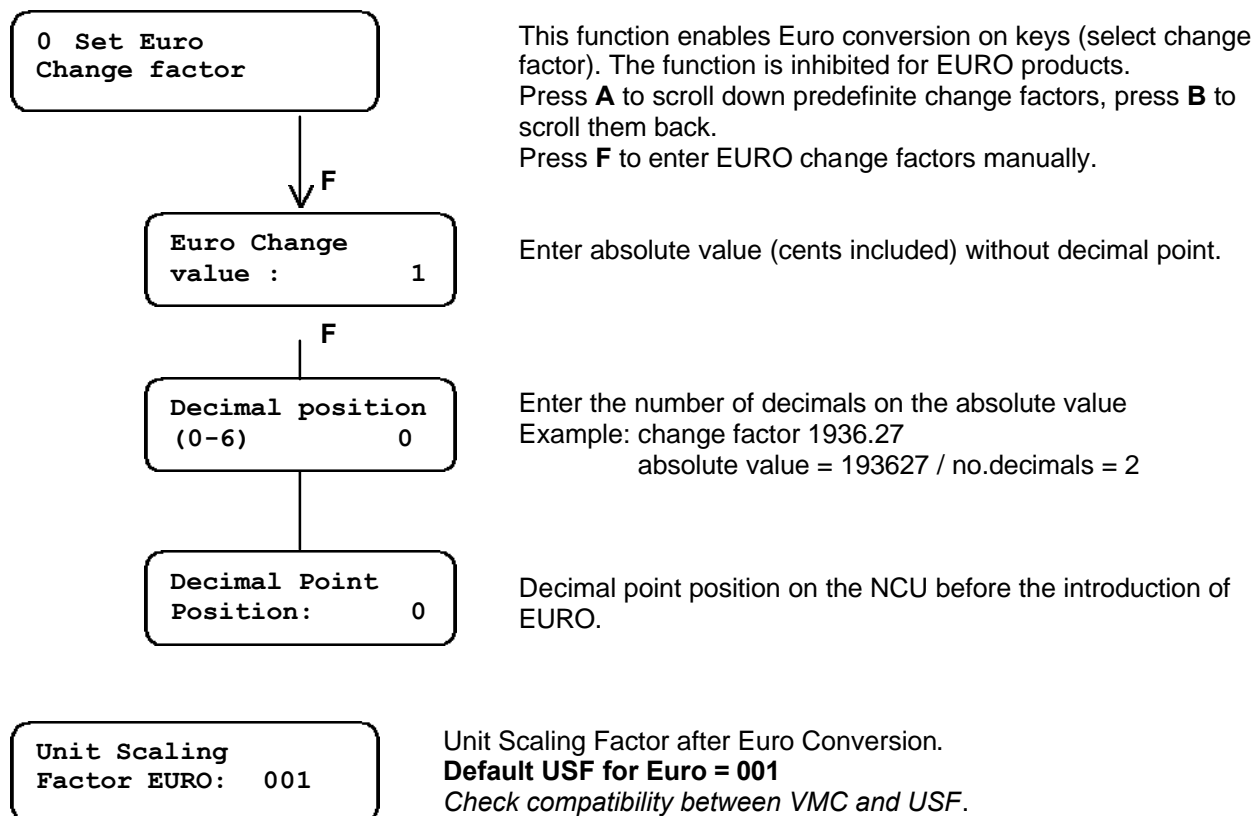 0 Set Euro
Change factor
This function enables Euro conversion on keys (select change
factor). The function is inhibited for EURO products.
Press A to scroll down predefinite change factors, press B to
scroll them back.
Press F to enter EURO change factors manually.
F
Euro Change
value : 1
Enter absolute value (cents included) without decimal point.
F
Decimal position
(0-6) 0
Enter the number of decimals on the absolute value
Example: change factor 1936.27
absolute value = 193627 / no.decimals = 2
Decimal Point
Position: 0
Decimal point position on the NCU before the introduction of
EURO.
Unit Scaling
Factor EURO: 001
Unit Scaling Factor after Euro Conversion.
Default USF for Euro = 001
Check compatibility between VMC and USF.